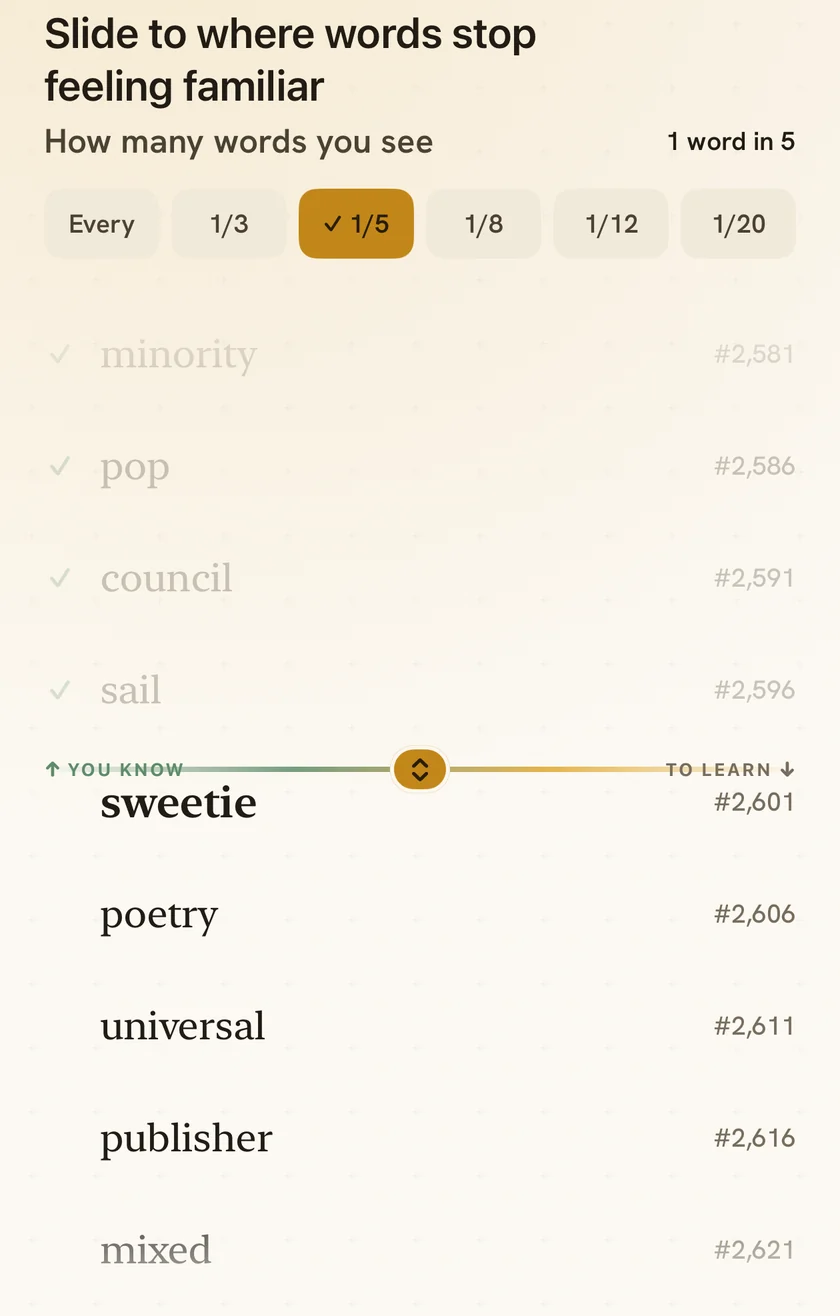 Slide to where words stop
feeling familiar
How many words you see 1 word in 5
Every 1/3 ✓ 1/5 1/8 1/12 1/20
✓ minority #2,581
✓ pop #2,586
✓ council #2,591
✓ sail #2,596
↑ YOU KNOW TO LEARN ↓
sweetie #2,601
poetry #2,606
universal #2,611
publisher #2,616
mixed #2,621